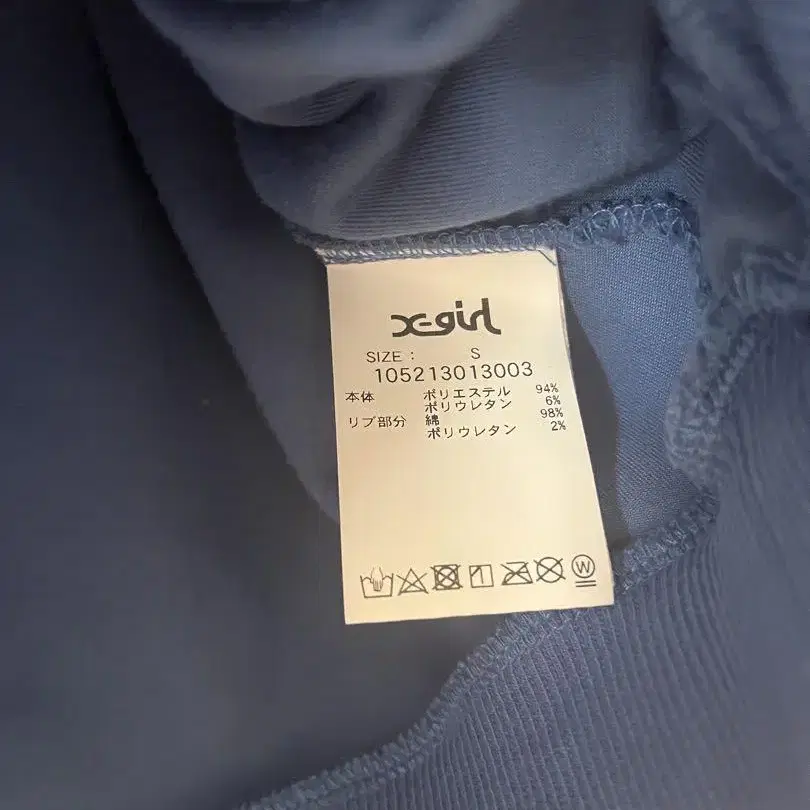 X-girl
SIZE : S
105213013003
本体 ポリエステル 94%
ポリウレタン 6%
リブ部分 綿 98%
ポリウレタン 2%
W